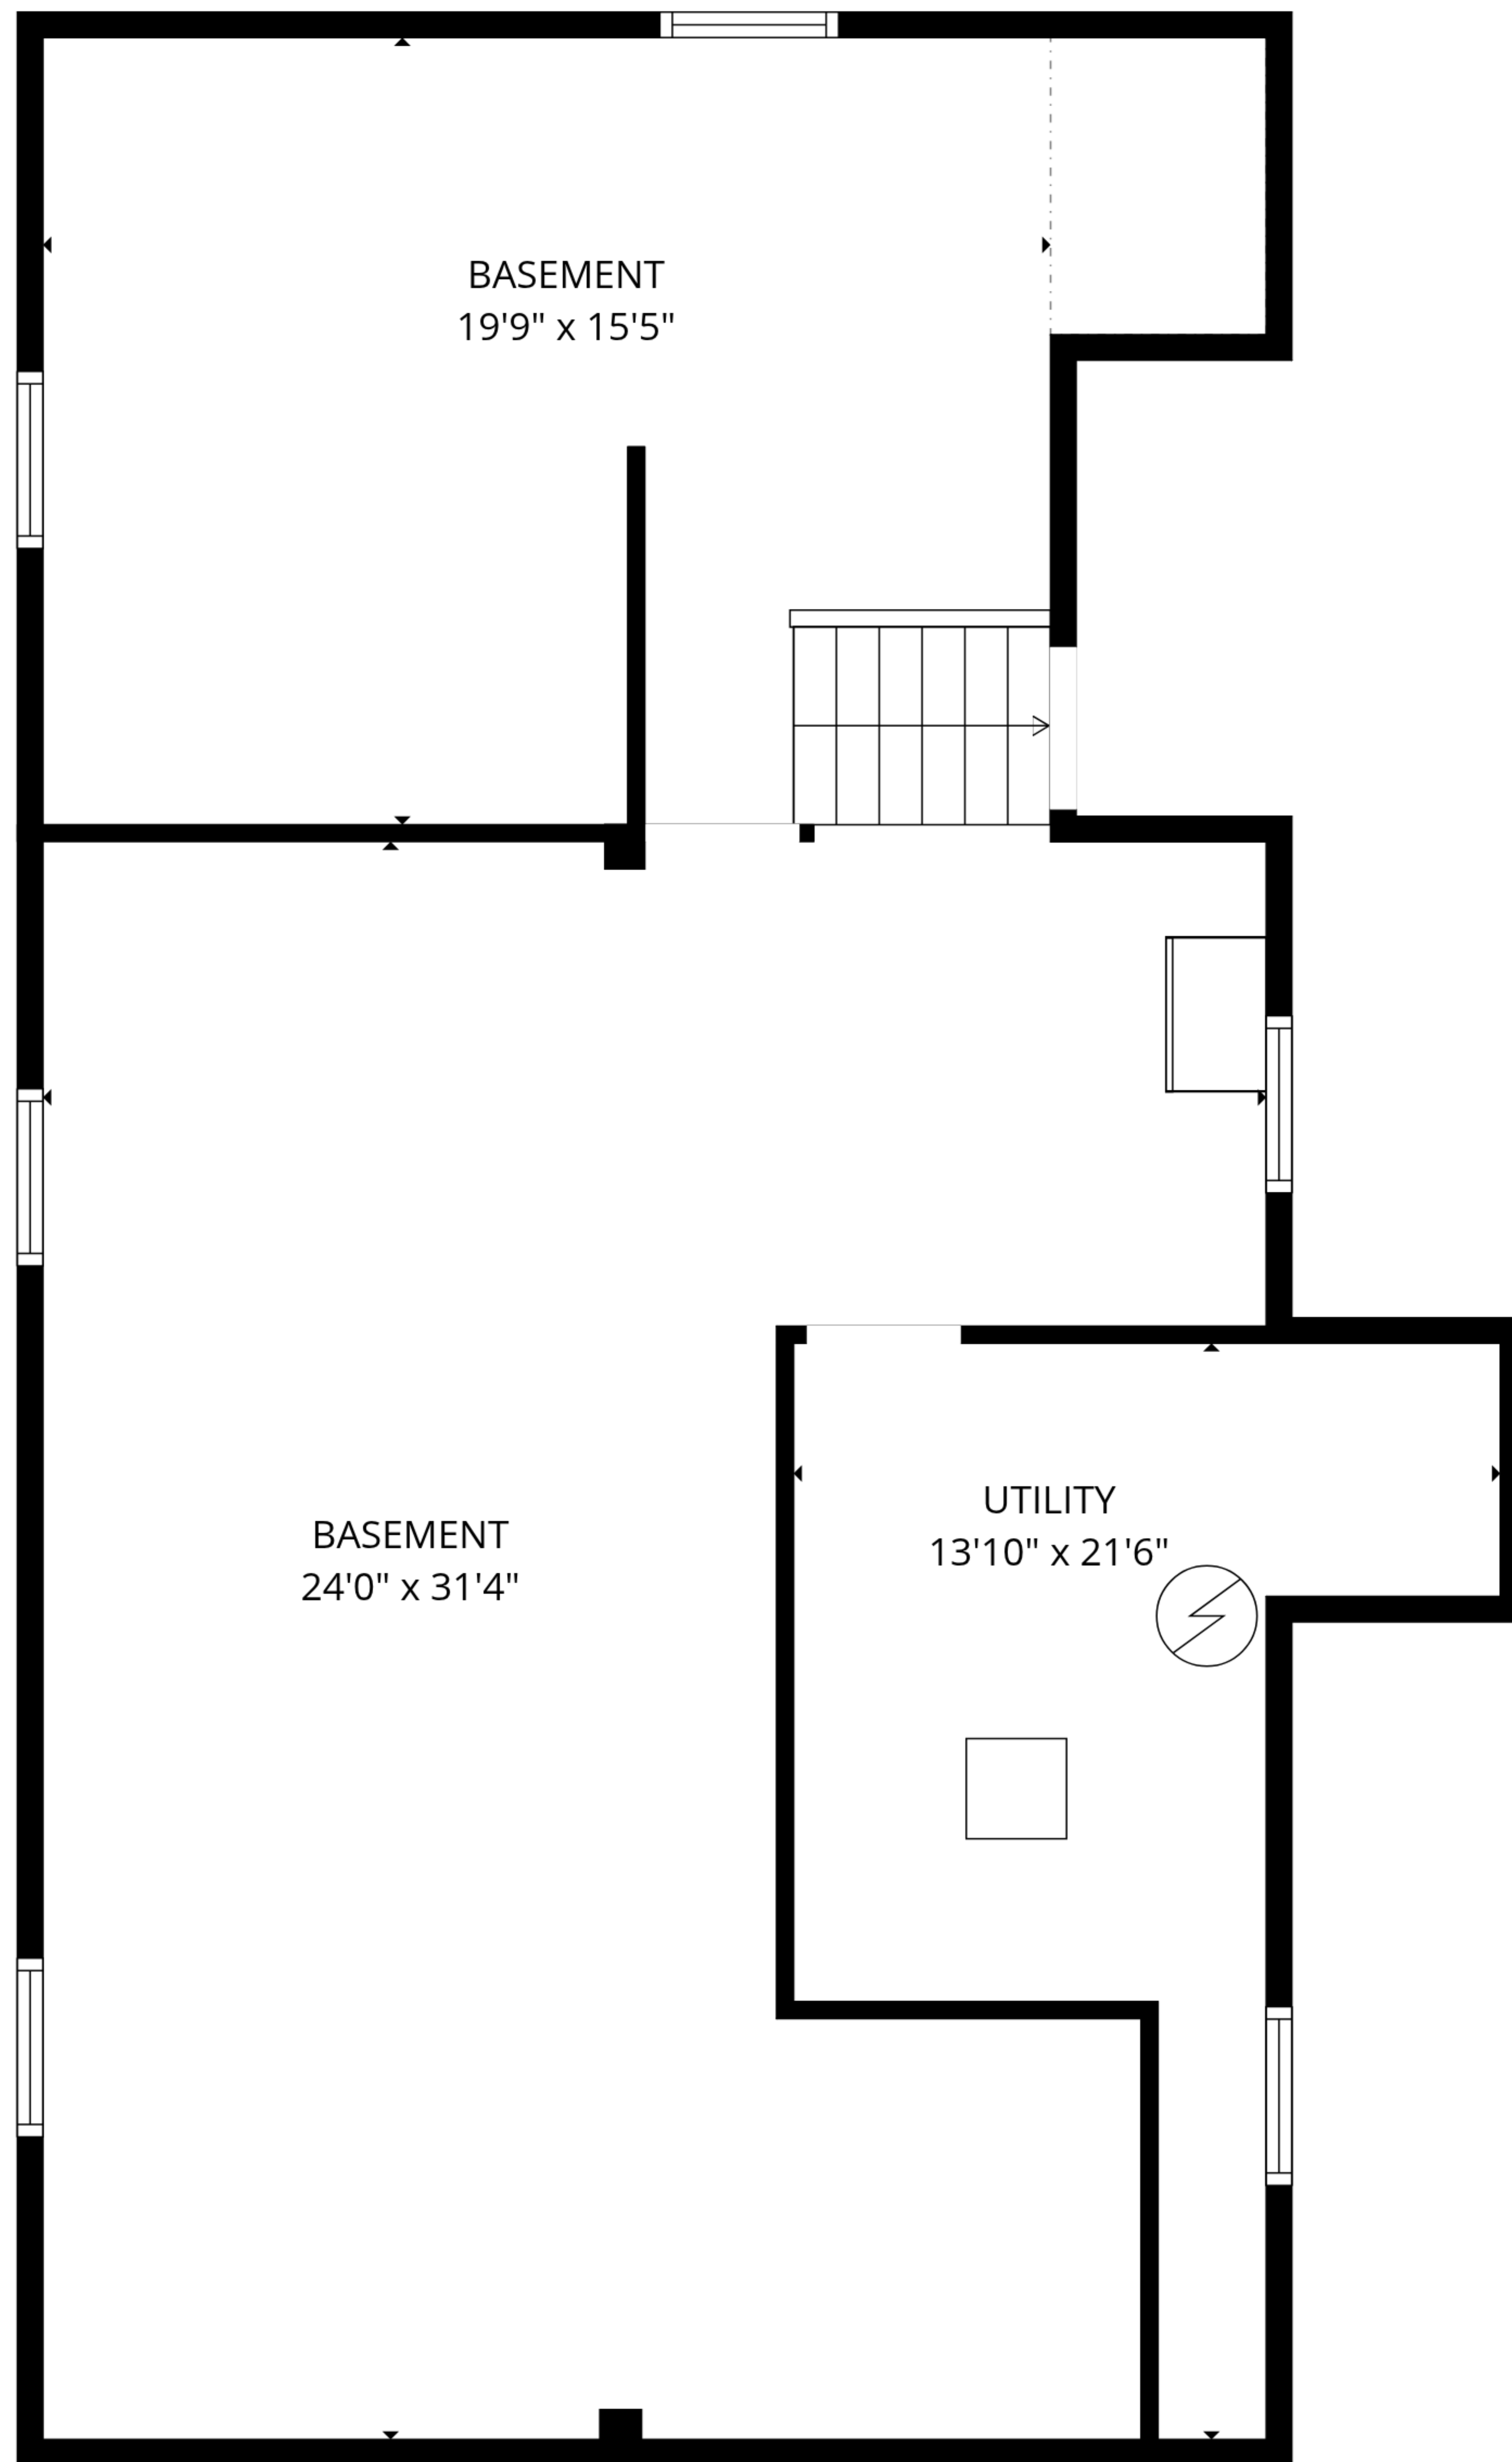 BASEMENT
19'9" x 15'5"
UTILITY
13'10" x 21'6"
BASEMENT
24'0" x 31'4"